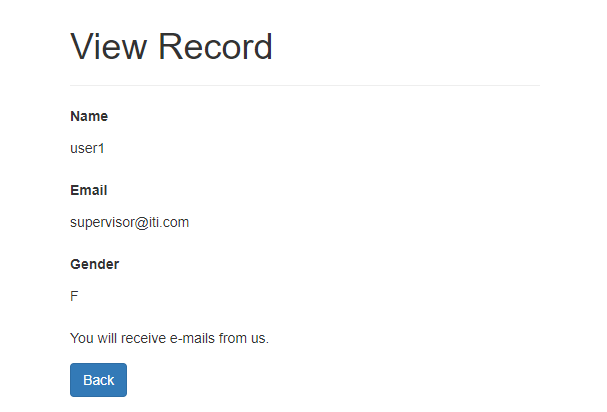 View Record
Name
user1
Email
supervisor@iti.com
Gender
F
You will receive e-mails from us.
Back